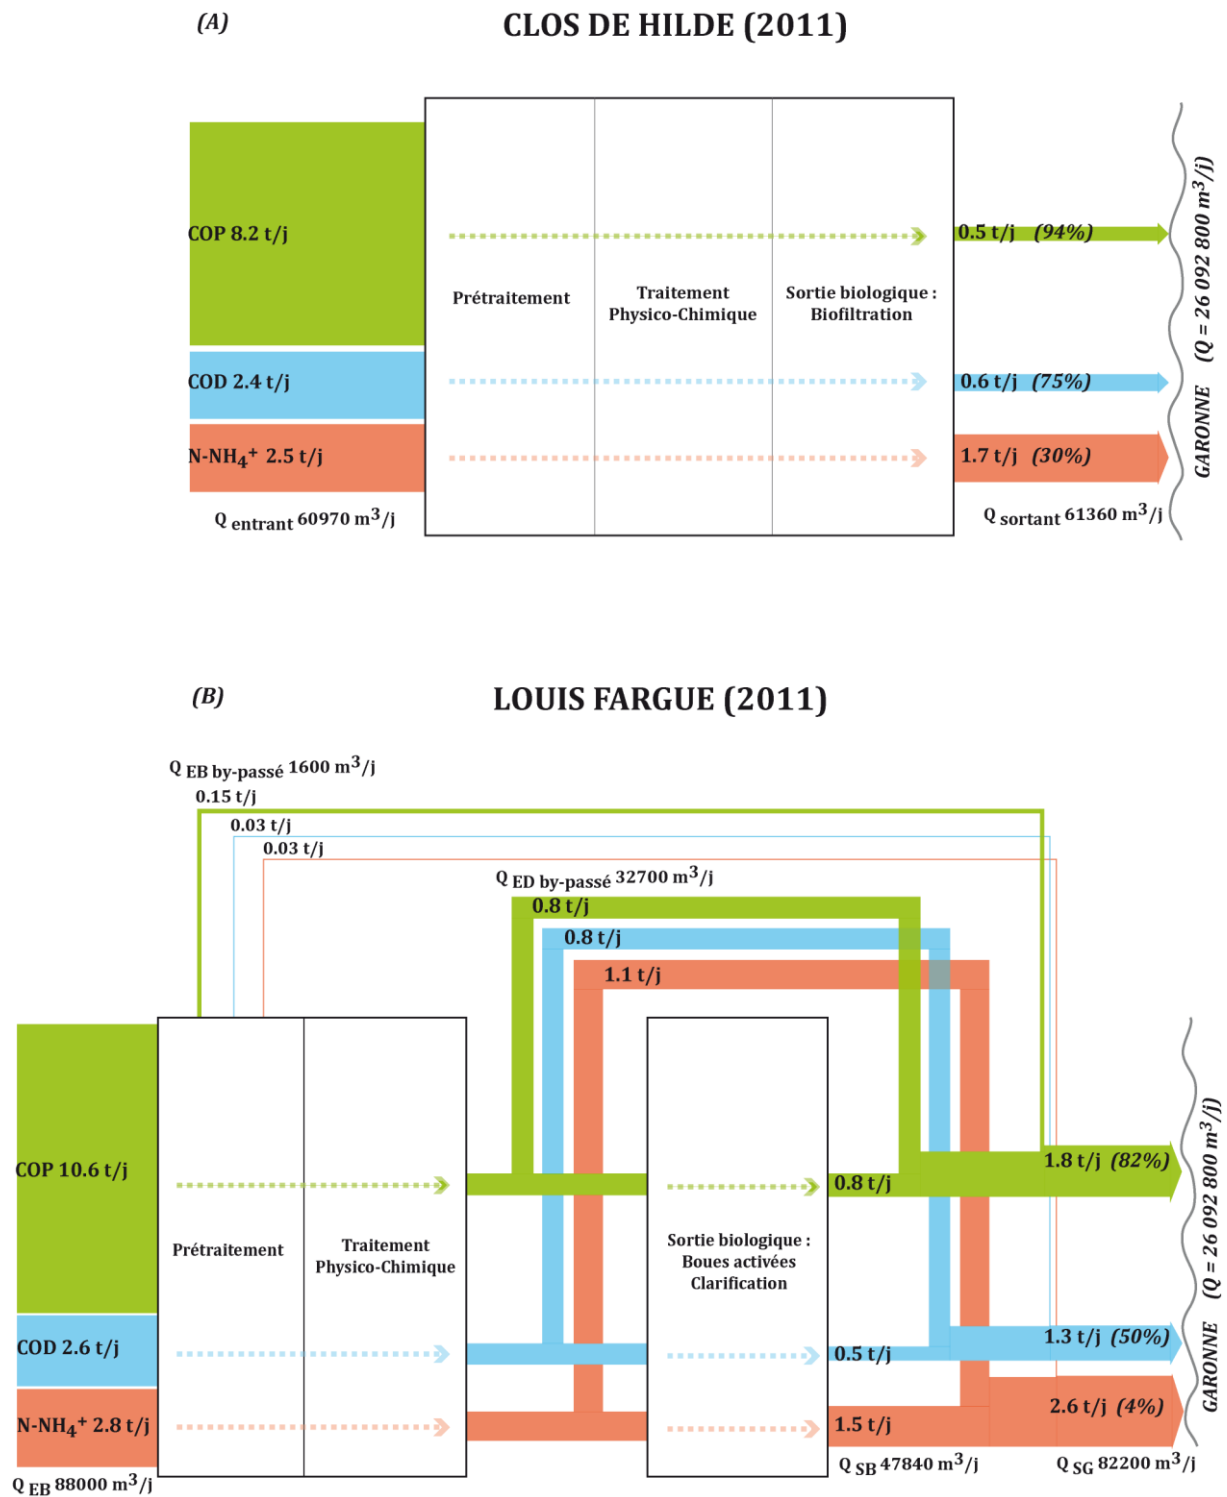 (A)
CLOS DE HILDE (2011)
COP 8.2 t/j
0.5 t/j (94%)
Prétraitement
Traitement
Physico-Chimique
Sortie biologique :
Biofiltration
COD 2.4 t/j
0.6 t/j (75%)
N-NH4+ 2.5 t/j
1.7 t/j (30%)
Q entrant 60970 m3/j
Q sortant 61360 m3/j
GARONNE (Q = 26 092 800 m3/j)
(B)
LOUIS FARGUE (2011)
Q EB by-passé 1600 m3/j
0.15 t/j
0.03 t/j
0.03 t/j
Q ED by-passé 32700 m3/j
0.8 t/j
0.8 t/j
1.1 t/j
COP 10.6 t/j
1.8 t/j (82%)
0.8 t/j
Prétraitement
Traitement
Physico-Chimique
Sortie biologique :
Boues activées
Clarification
COD 2.6 t/j
1.3 t/j (50%)
0.5 t/j
N-NH4+ 2.8 t/j
2.6 t/j (4%)
1.5 t/j
Q EB 88000 m3/j
Q SB 47840 m3/j
Q SG 82200 m3/j
GARONNE (Q = 26 092 800 m3/j)